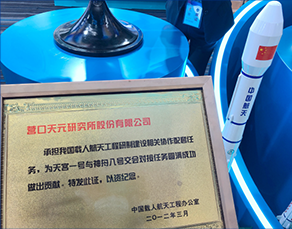 营口天元研究所股份有限公司
承担我国载人航天工程研制建设相关协作配套任
务，为天宫一号与神舟八号交会对接任务圆满成功
做出贡献。特发此证，以资纪念。
中国载人航天工程办公室
二〇一二年三月
中国航天